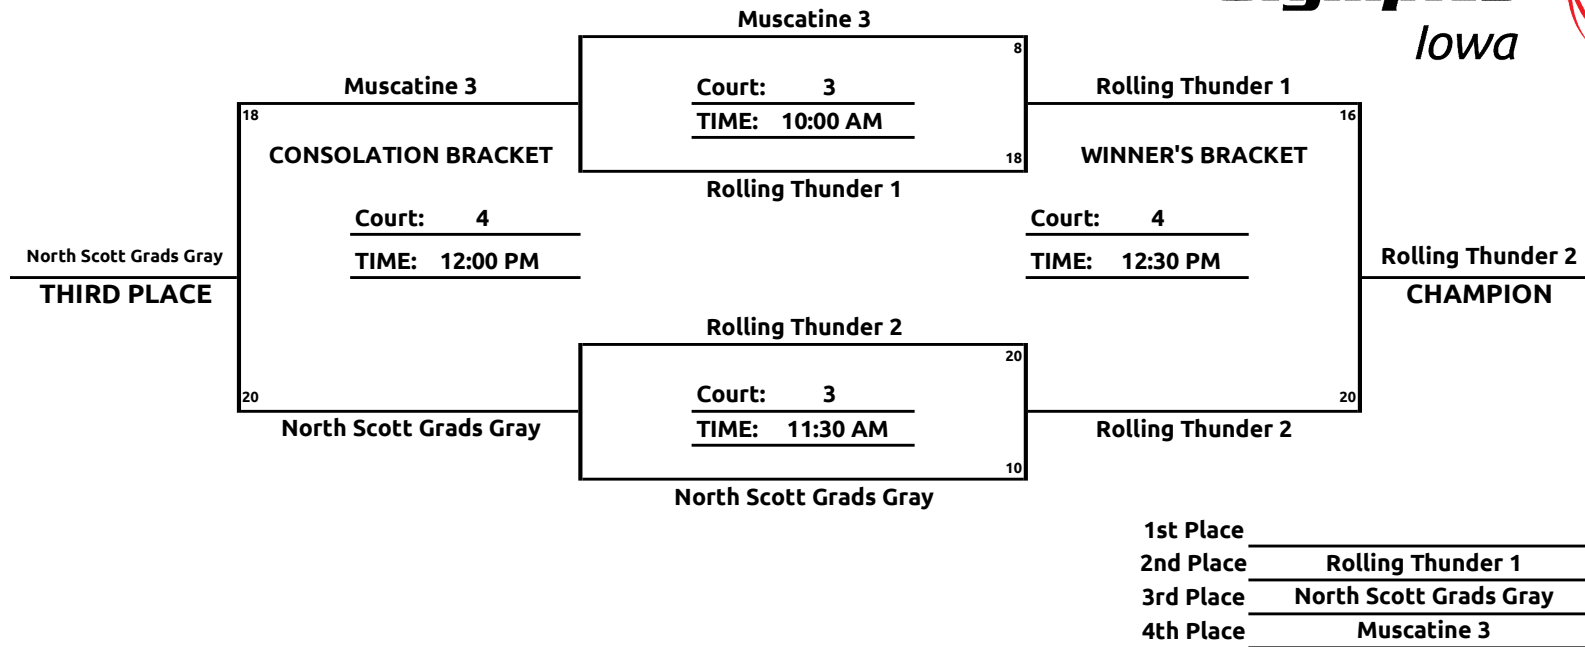 Iowa
Muscatine 3
8
Court: 3
TIME: 10:00 AM
18
Rolling Thunder 1
Muscatine 3
18
CONSOLATION BRACKET
Court: 4
TIME: 12:00 PM
North Scott Grads Gray
THIRD PLACE
20
North Scott Grads Gray
Rolling Thunder 1
16
WINNER'S BRACKET
Court: 4
TIME: 12:30 PM
Rolling Thunder 2
CHAMPION
Rolling Thunder 2
20
Court: 3
TIME: 11:30 AM
10
North Scott Grads Gray
20
Rolling Thunder 2
1st Place
2nd Place Rolling Thunder 1
3rd Place North Scott Grads Gray
4th Place Muscatine 3